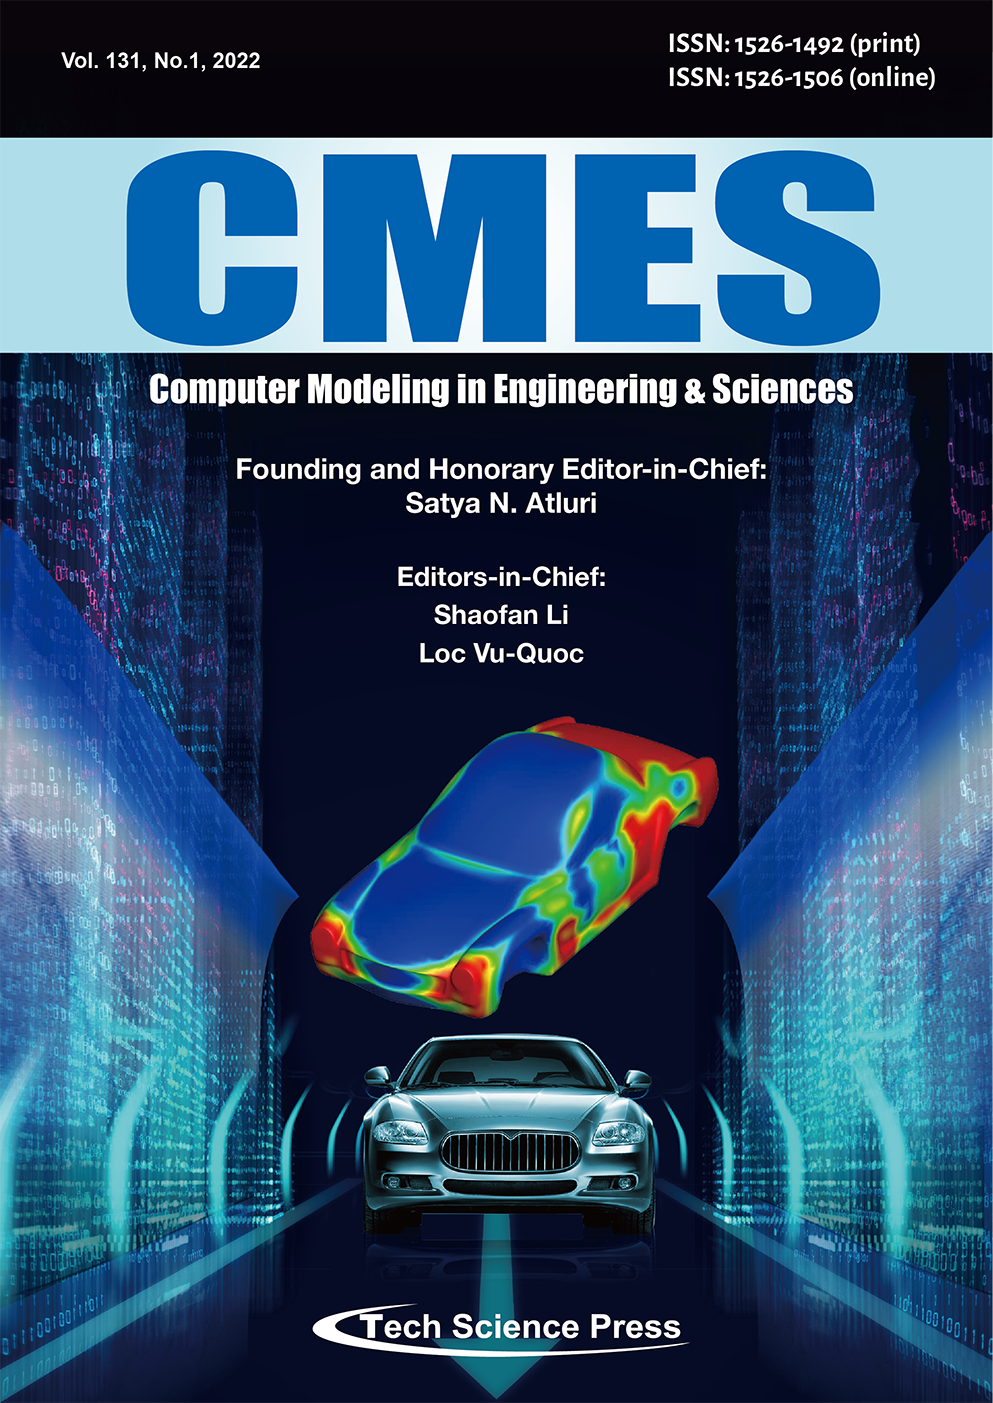 Vol. 131, No.1, 2022
ISSN: 1526-1492 (print)
ISSN: 1526-1506 (online)
CMES
Computer Modeling in Engineering & Sciences
Founding and Honorary Editor-in-Chief:
Satya N. Atluri
Editors-in-Chief:
Shaofan Li
Loc Vu-Quoc
Tech Science Press